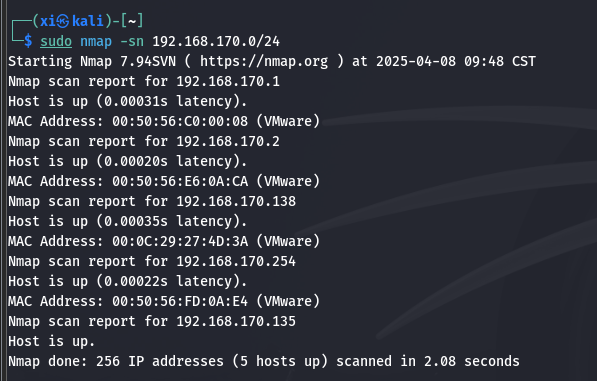 ┌──(xi㉿kali)-[~]
└─$ sudo nmap -sn 192.168.170.0/24
Starting Nmap 7.94SVN ( https://nmap.org ) at 2025-04-08 09:48 CST
Nmap scan report for 192.168.170.1
Host is up (0.00031s latency).
MAC Address: 00:50:56:C0:00:08 (VMware)
Nmap scan report for 192.168.170.2
Host is up (0.00020s latency).
MAC Address: 00:50:56:E6:0A:CA (VMware)
Nmap scan report for 192.168.170.138
Host is up (0.00035s latency).
MAC Address: 00:0C:29:27:4D:3A (VMware)
Nmap scan report for 192.168.170.254
Host is up (0.00022s latency).
MAC Address: 00:50:56:FD:0A:E4 (VMware)
Nmap scan report for 192.168.170.135
Host is up.
Nmap done: 256 IP addresses (5 hosts up) scanned in 2.08 seconds